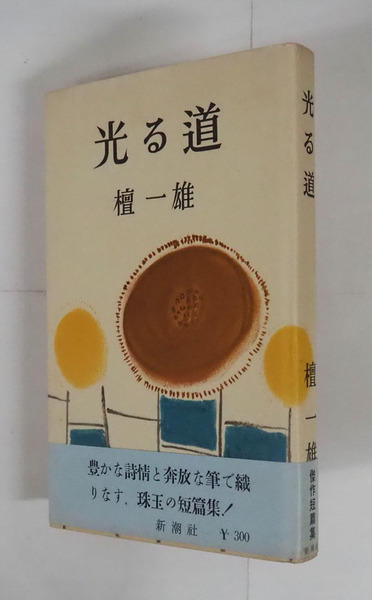 光る道
檀一雄
豊かな詩情と奔放な筆で織
りなす、珠玉の短篇集!
新潮社 ¥300
光る道
檀一雄
傑作短篇集